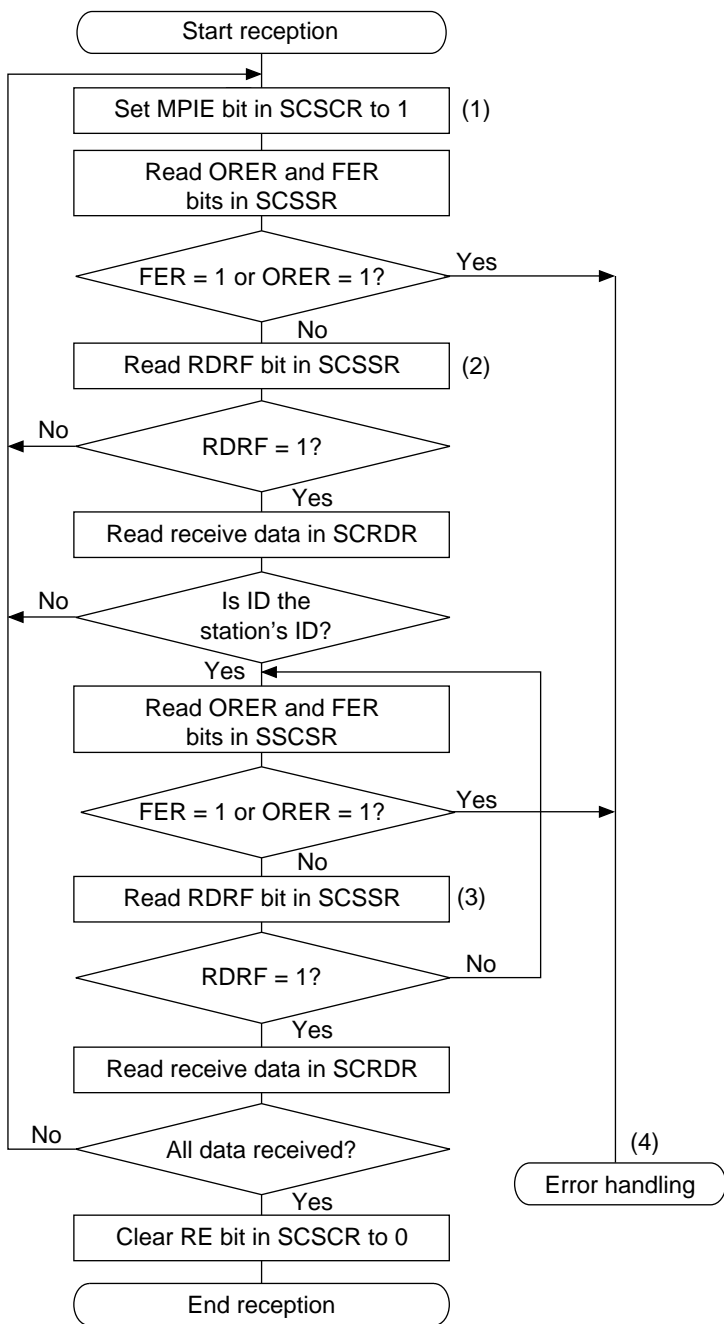 Start reception
Set MPIE bit in SCSCR to 1
(1)
Read ORER and FER
bits in SCSSR
FER = 1 or ORER = 1?
Yes
No
Read RDRF bit in SCSSR
(2)
No
RDRF = 1?
Yes
Read receive data in SCRDR
No
Is ID the
station's ID?
Yes
Read ORER and FER
bits in SSCSR
FER = 1 or ORER = 1?
Yes
No
Read RDRF bit in SCSSR
(3)
RDRF = 1?
No
Yes
Read receive data in SCRDR
No
All data received?
(4)
Error handling
Yes
Clear RE bit in SCSCR to 0
End reception